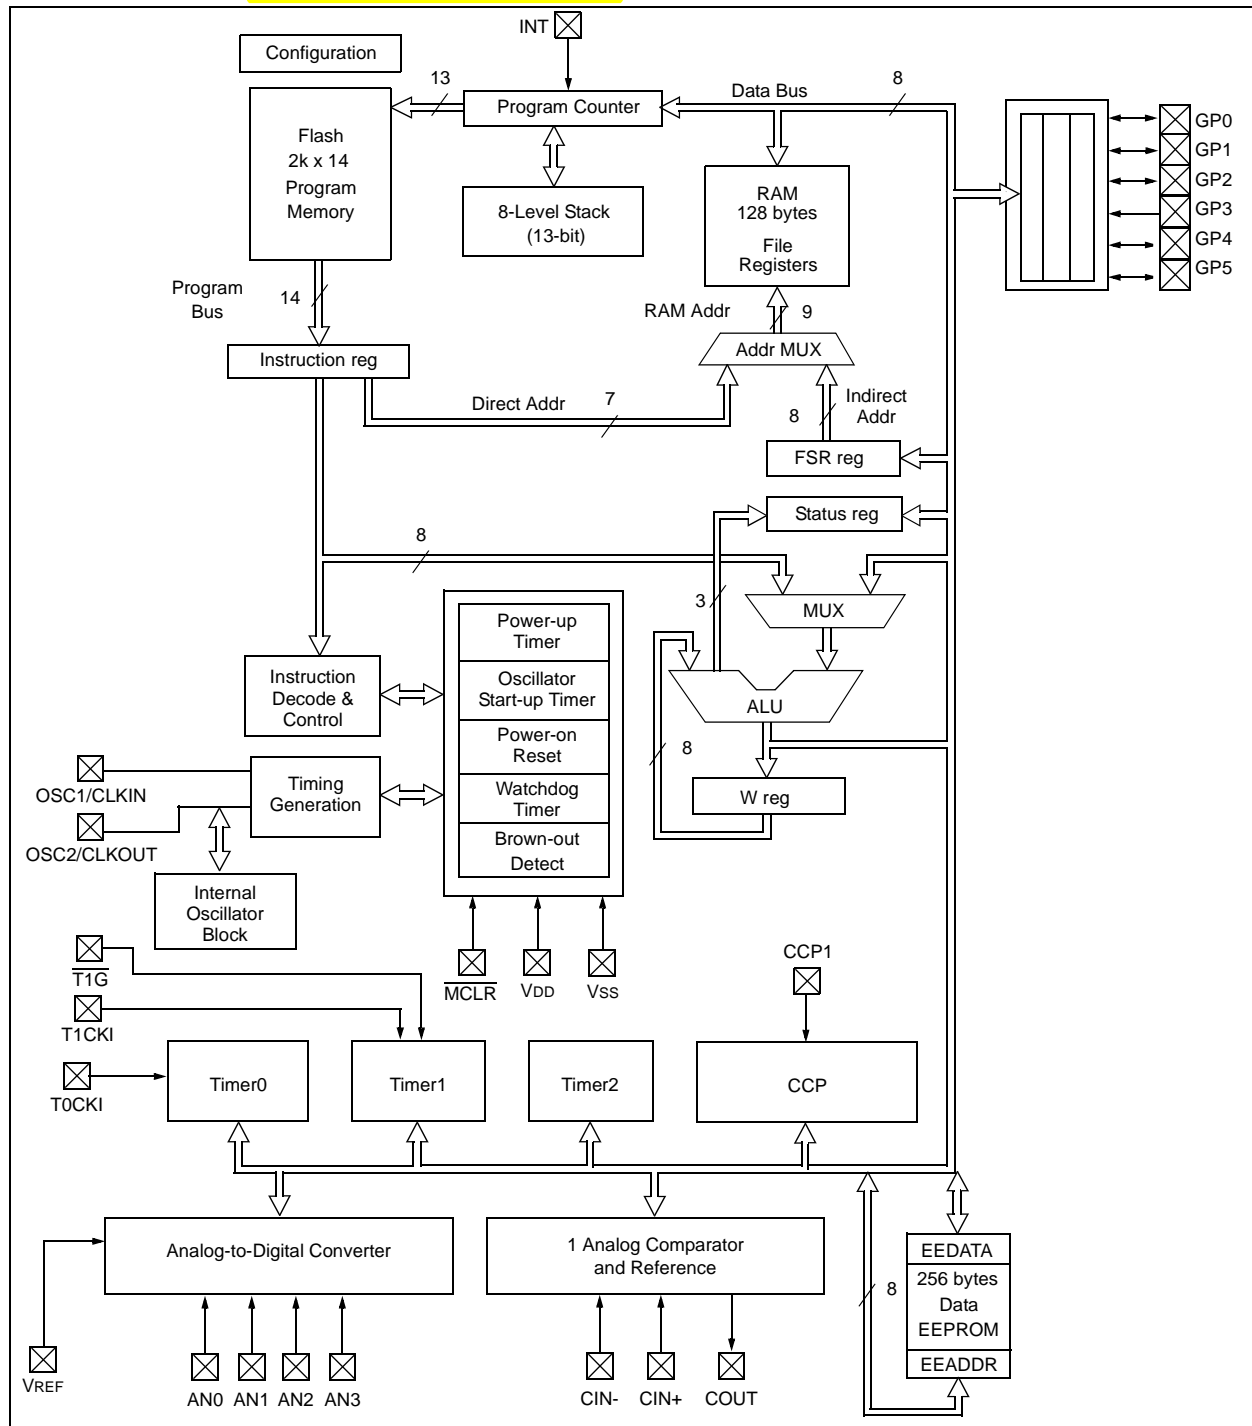 INT
Configuration
13
8
Data Bus
Program Counter
Flash
2k x 14
Program
Memory
8-Level Stack
(13-bit)
RAM
128 bytes
File
Registers
GP0
GP1
GP2
GP3
GP4
GP5
Program
Bus
14
RAM Addr
9
Addr MUX
Instruction reg
Direct Addr
7
8
Indirect
Addr
FSR reg
Status reg
8
3
MUX
Power-up
Timer
Oscillator
Start-up Timer
Power-on
Reset
Watchdog
Timer
Brown-out
Detect
Instruction
Decode &
Control
ALU
8
W reg
OSC1/CLKIN
Timing
Generation
OSC2/CLKOUT
Internal
Oscillator
Block
T1G
T1CKI
T0CKI
MCLR
VDD
VSS
CCP1
Timer0
Timer1
Timer2
CCP
Analog-to-Digital Converter
1 Analog Comparator
and Reference
EEDATA
256 bytes
Data
EEPROM
EEADDR
8
VREF
AN0
AN1
AN2
AN3
CIN-
CIN+
COUT